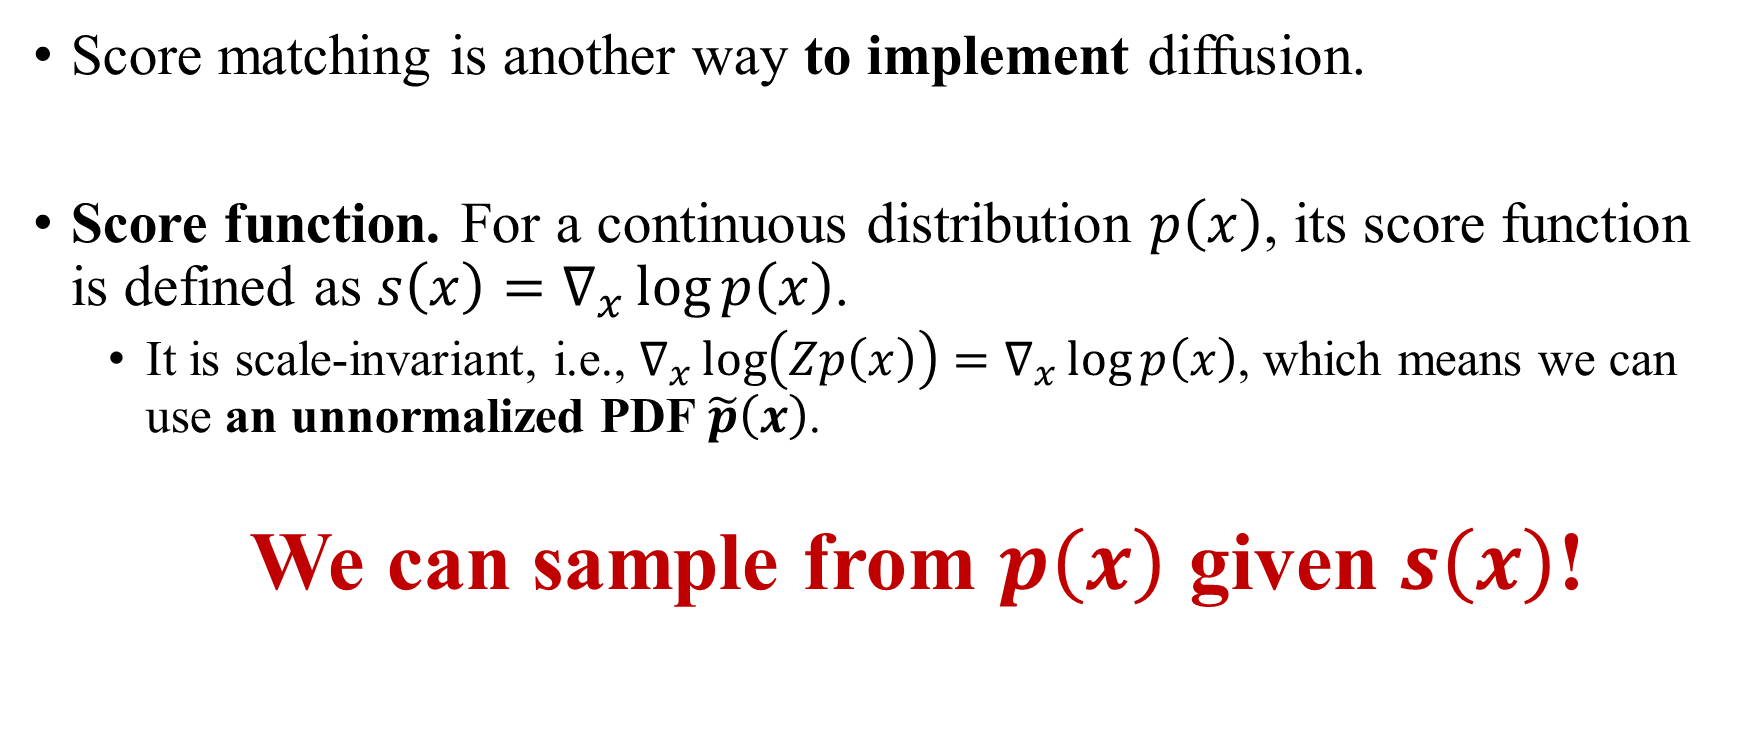 • Score matching is another way to implement diffusion.
• Score function. For a continuous distribution p(x), its score function
is defined as s(x) = ∇ₓ log p(x).
• It is scale-invariant, i.e., ∇ₓ log(Zp(x)) = ∇ₓ log p(x), which means we can
use an unnormalized PDF p̃(x).
We can sample from p(x) given s(x)!